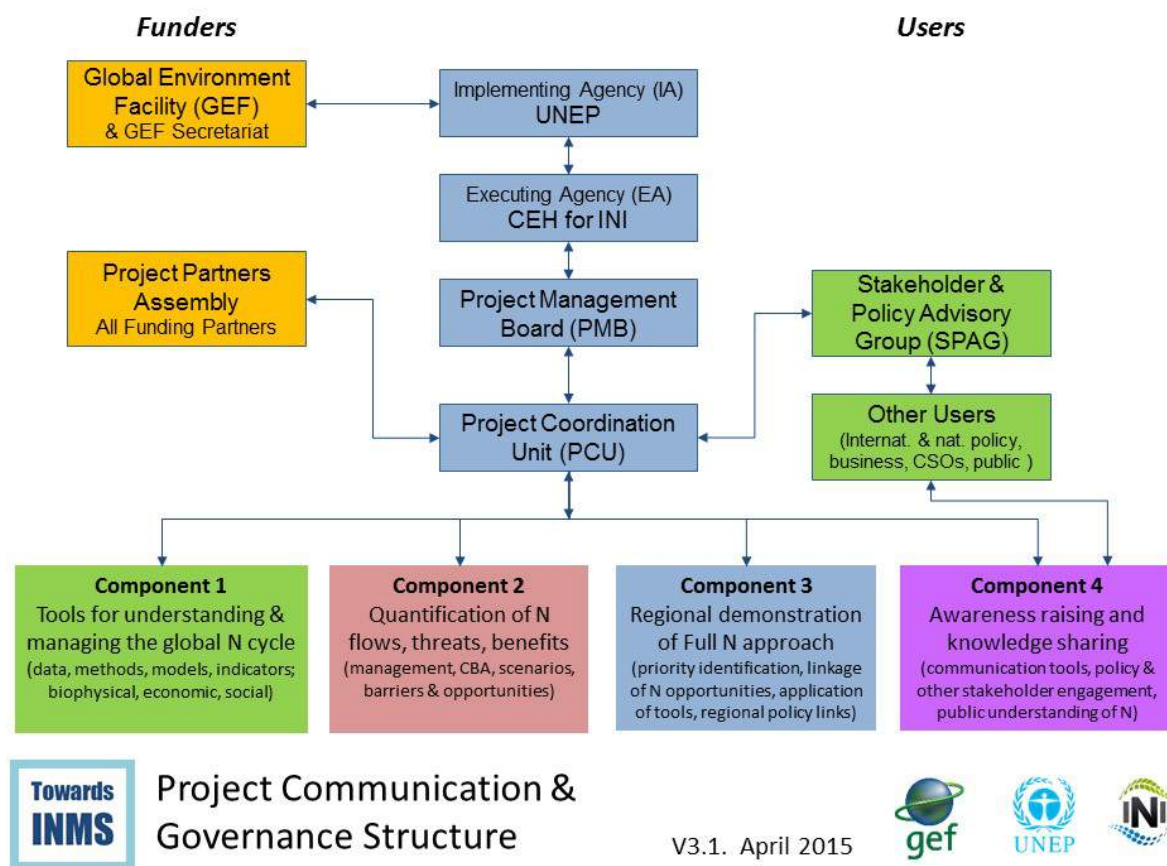 Funders
Users
Global Environment
Facility (GEF)
& GEF Secretariat
Implementing Agency (IA)
UNEP
Executing Agency (EA)
CEH for INI
Project Partners
Assembly
All Funding Partners
Project Management
Board (PMB)
Stakeholder &
Policy Advisory
Group (SPAG)
Project Coordination
Unit (PCU)
Other Users
(Internat. & nat. policy,
business, CSOs, public )
Component 1
Tools for understanding &
managing the global N cycle
(data, methods, models, indicators;
biophysical, economic, social)
Component 2
Quantification of N
flows, threats, benefits
(management, CBA, scenarios,
barriers & opportunities)
Component 3
Regional demonstration
of Full N approach
(priority identification, linkage
of N opportunities, application
of tools, regional policy links)
Component 4
Awareness raising and
knowledge sharing
(communication tools, policy &
other stakeholder engagement,
public understanding of N)
Towards
INMS
Project Communication &
Governance Structure
V3.1. April 2015
gef
UNEP
INI